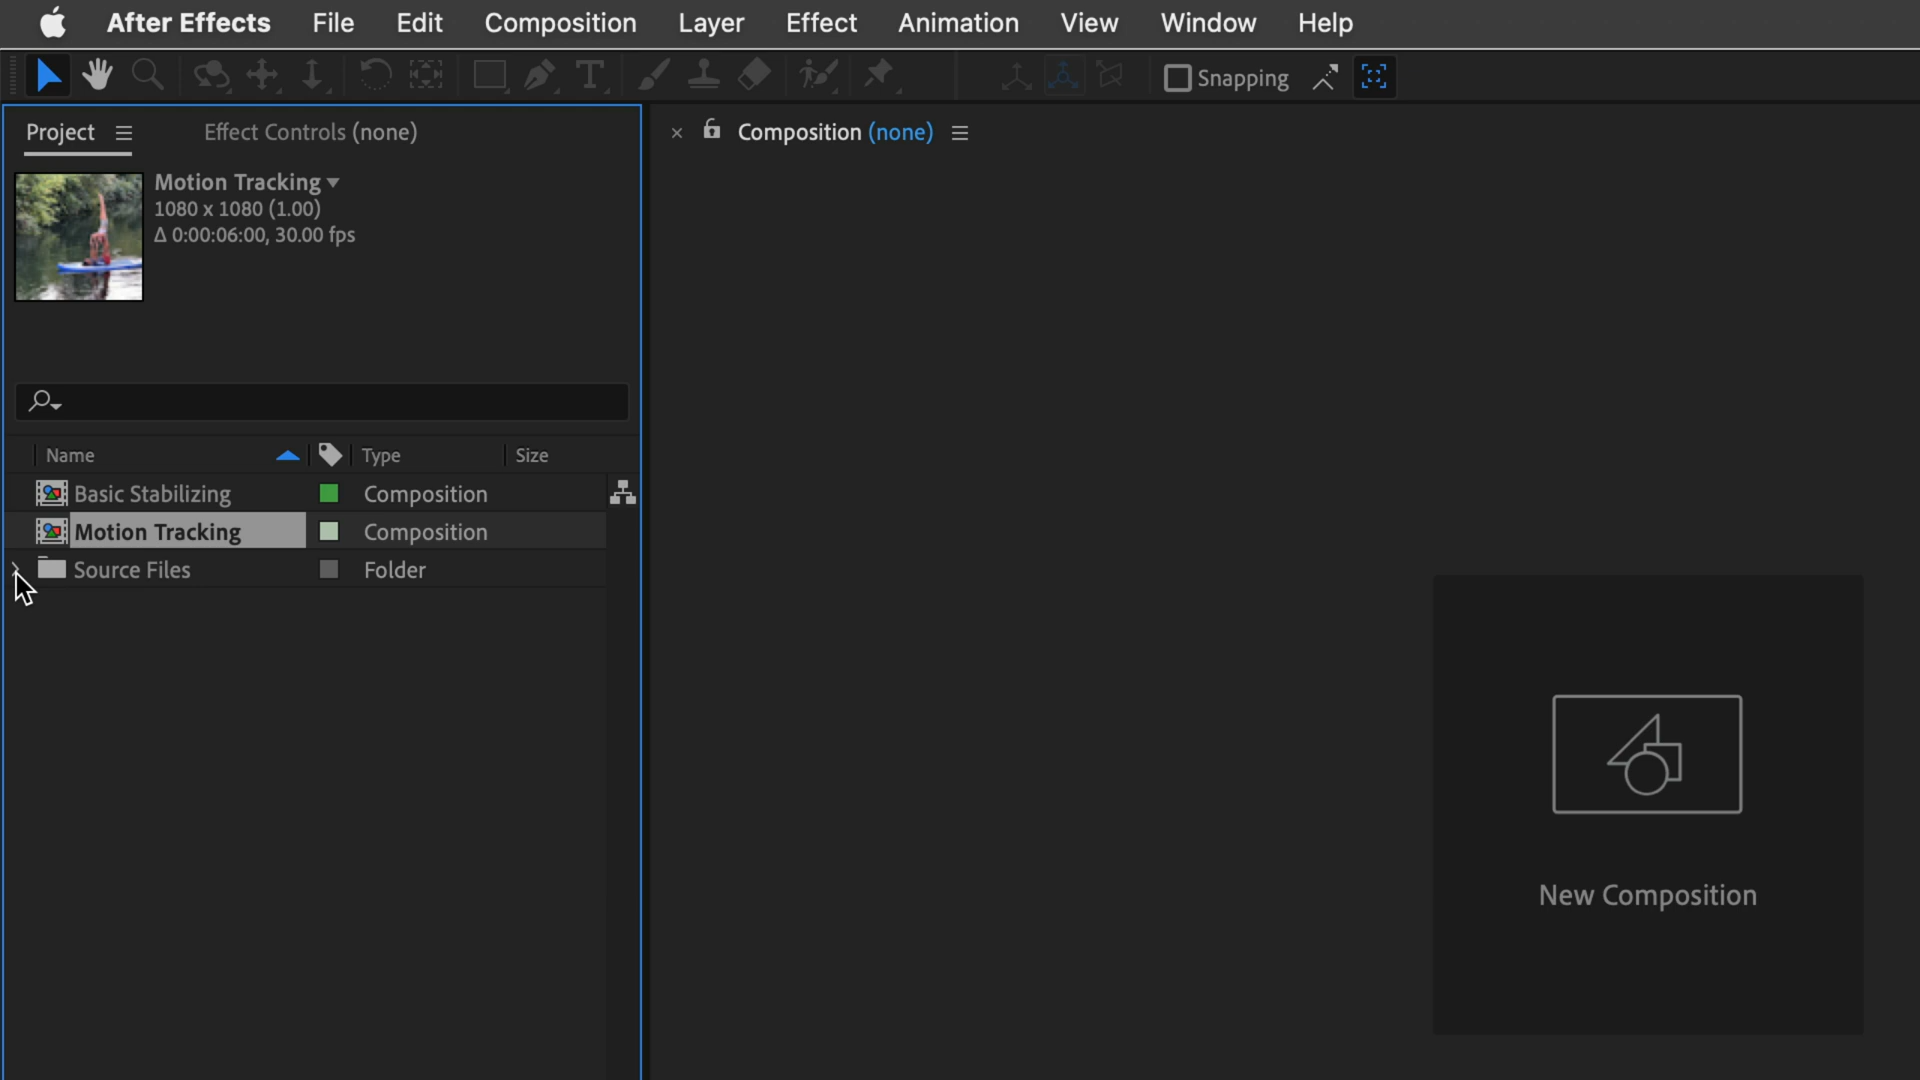 After Effects File Edit Composition Layer Effect Animation View Window Help
Snapping
Project Effect Controls (none)
Composition (none)
Motion Tracking
1080 x 1080 (1.00)
Δ 0:00:06:00, 30.00 fps
Name Type Size
Basic Stabilizing Composition
Motion Tracking Composition
Source Files Folder
New Composition